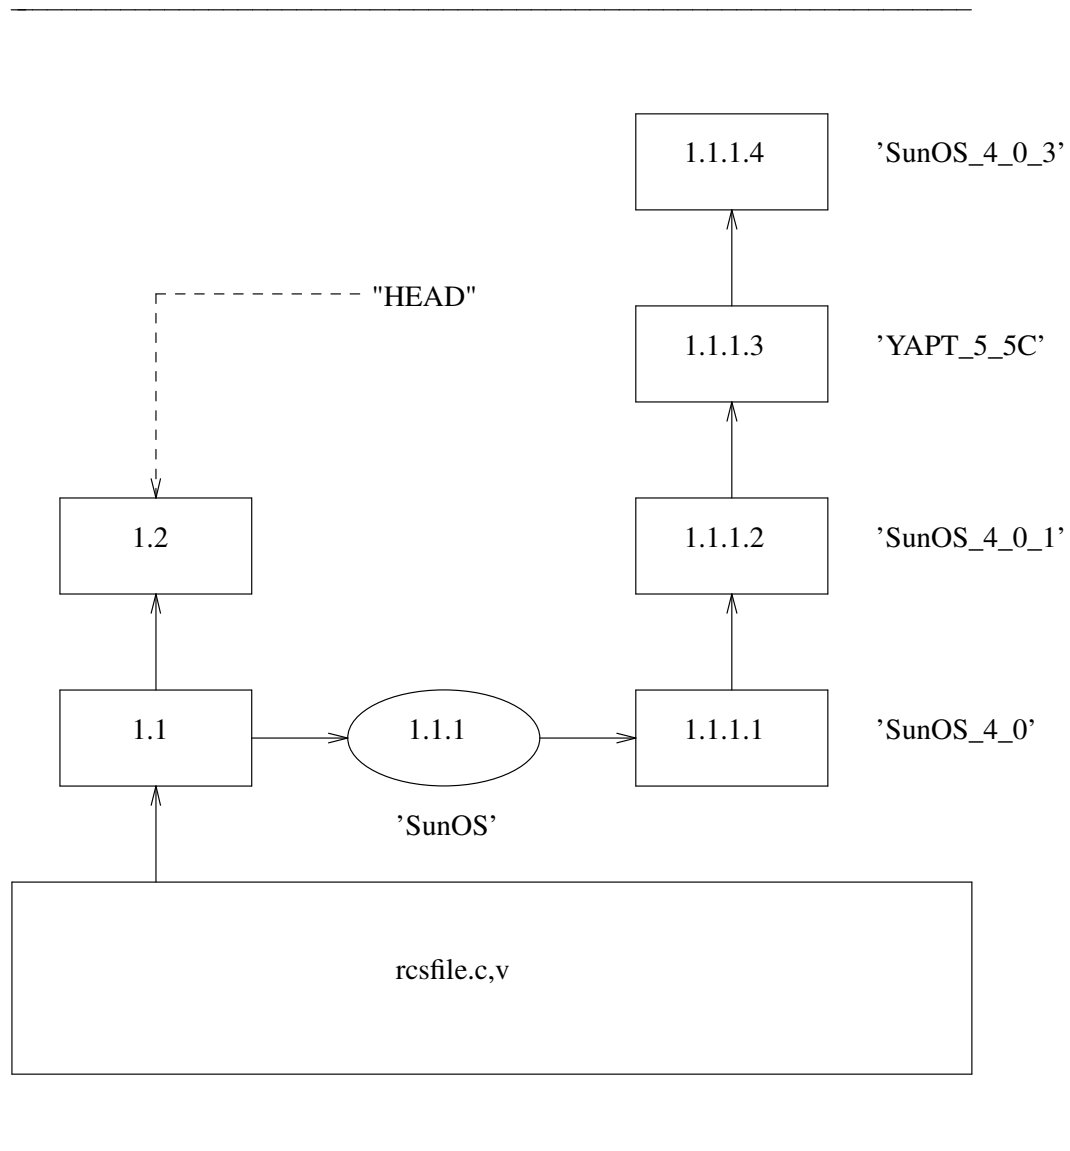 1.1.1.4 ’SunOS_4_0_3’
"HEAD"
1.1.1.3 ’YAPT_5_5C’
1.2 1.1.1.2 ’SunOS_4_0_1’
1.1 1.1.1 1.1.1.1 ’SunOS_4_0’
’SunOS’
rcsfile.c,v